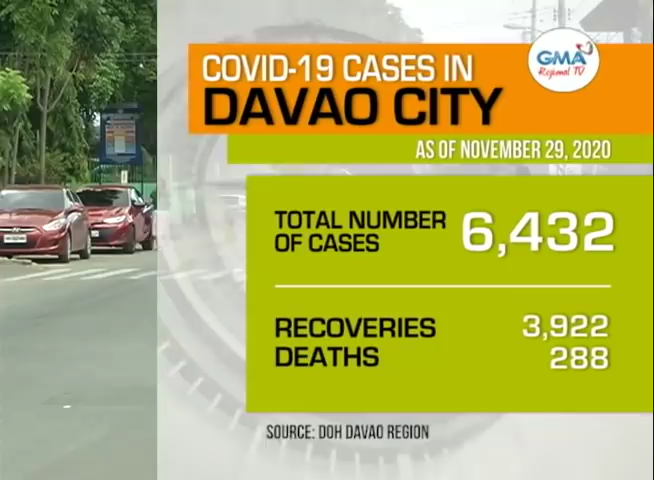 COVID-19 CASES IN
DAVAO CITY
GMA
Regional TV
AS OF NOVEMBER 29, 2020
TOTAL NUMBER
OF CASES
6,432
RECOVERIES 3,922
DEATHS 288
SOURCE: DOH DAVAO REGION